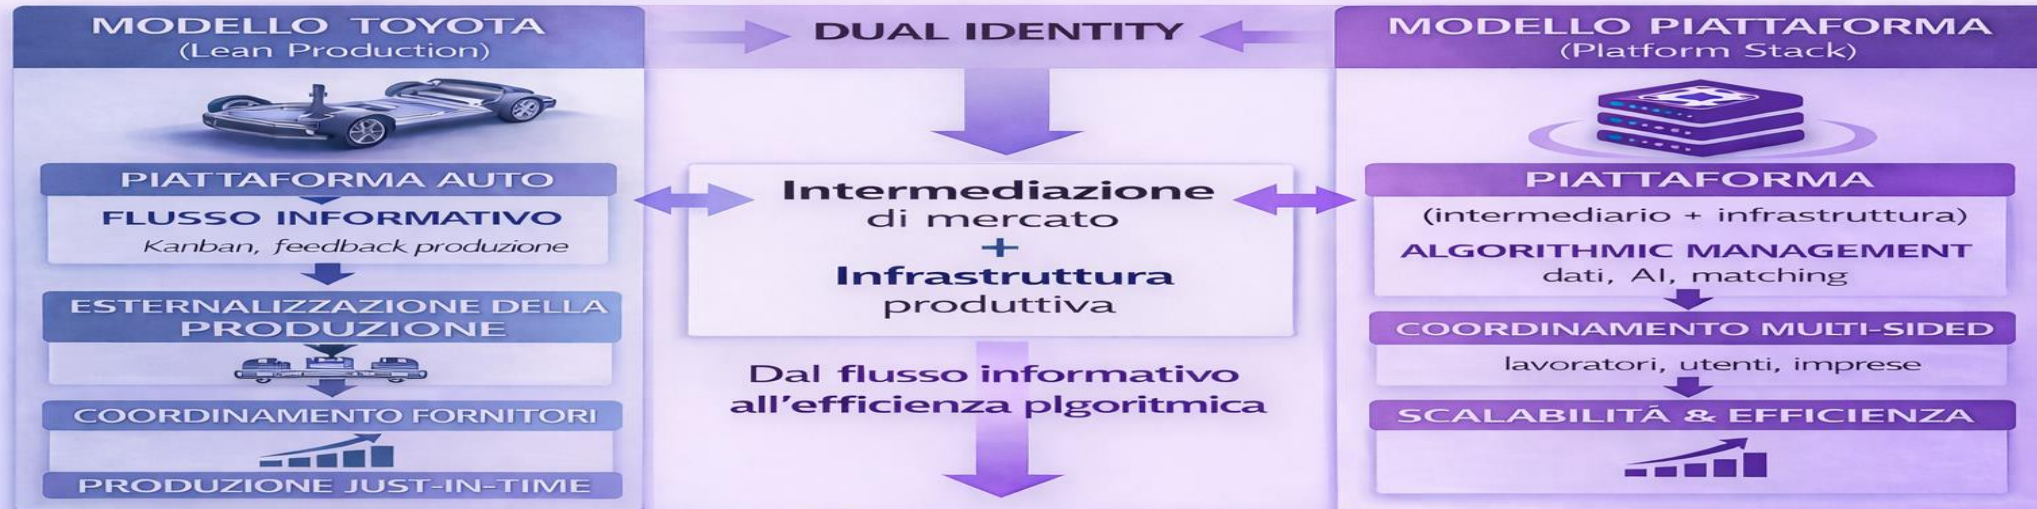 MODELLO TOYOTA
(Lean Production)
PIATTAFORMA AUTO
FLUSSO INFORMATIVO
Kanban, feedback produzione
ESTERNALIZZAZIONE DELLA
PRODUZIONE
COORDINAMENTO FORNITORI
PRODUZIONE JUST-IN-TIME
DUAL IDENTITY
Intermediazione
di mercato
+
Infrastruttura
produttiva
Dal flusso informativo
all'efficienza plgoritmica
MODELLO PIATTAFORMA
(Platform Stack)
PIATTAFORMA
(intermediario + infrastruttura)
ALGORITHMIC MANAGEMENT
dati, AI, matching
COORDINAMENTO MULTI-SIDED
lavoratori, utenti, imprese
SCALABILITÀ & EFFICIENZA